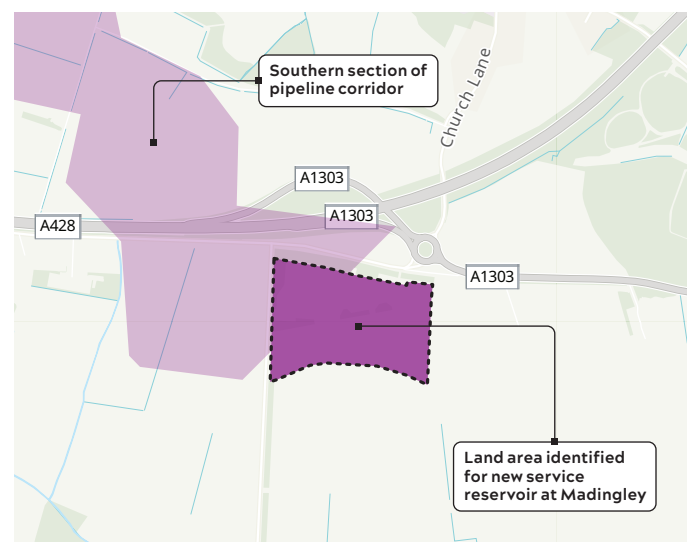 Southern section of
pipeline corridor
Church Lane
A1303
A1303
A428
A1303
Land area identified
for new service
reservoir at Madingley